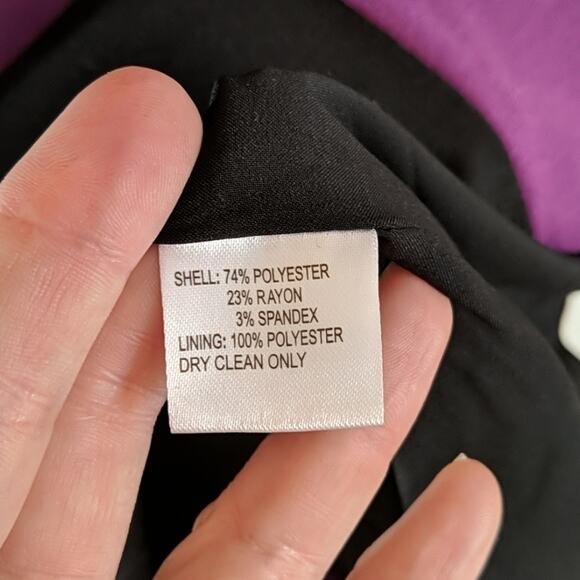 SHELL: 74% POLYESTER
23% RAYON
3% SPANDEX
LINING: 100% POLYESTER
DRY CLEAN ONLY